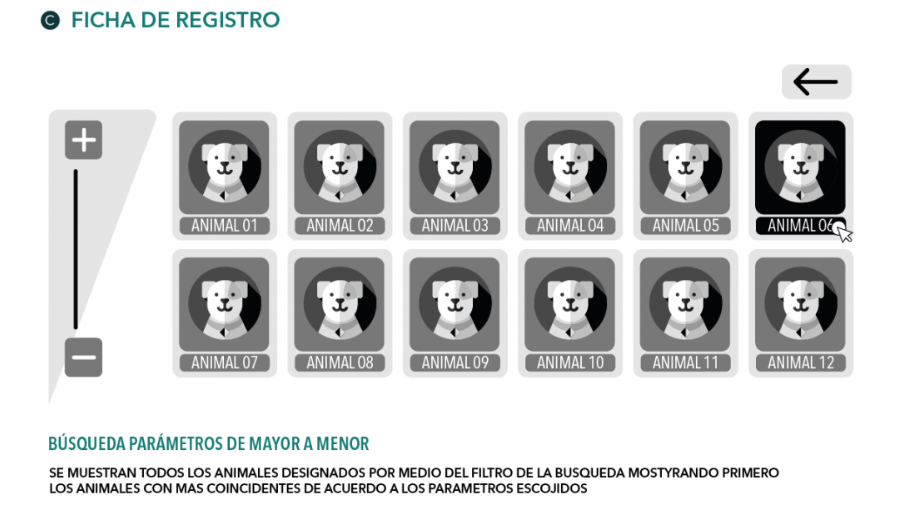 C FICHA DE REGISTRO
ANIMAL 01 ANIMAL 02 ANIMAL 03 ANIMAL 04 ANIMAL 05 ANIMAL 06
ANIMAL 07 ANIMAL 08 ANIMAL 09 ANIMAL 10 ANIMAL 11 ANIMAL 12
BÚSQUEDA PARÁMETROS DE MAYOR A MENOR
SE MUESTRAN TODOS LOS ANIMALES DESIGNADOS POR MEDIO DEL FILTRO DE LA BUSQUEDA MOSTYRANDO PRIMERO
LOS ANIMALES CON MAS COINCIDENTES DE ACUERDO A LOS PARAMETROS ESCOJIDOS